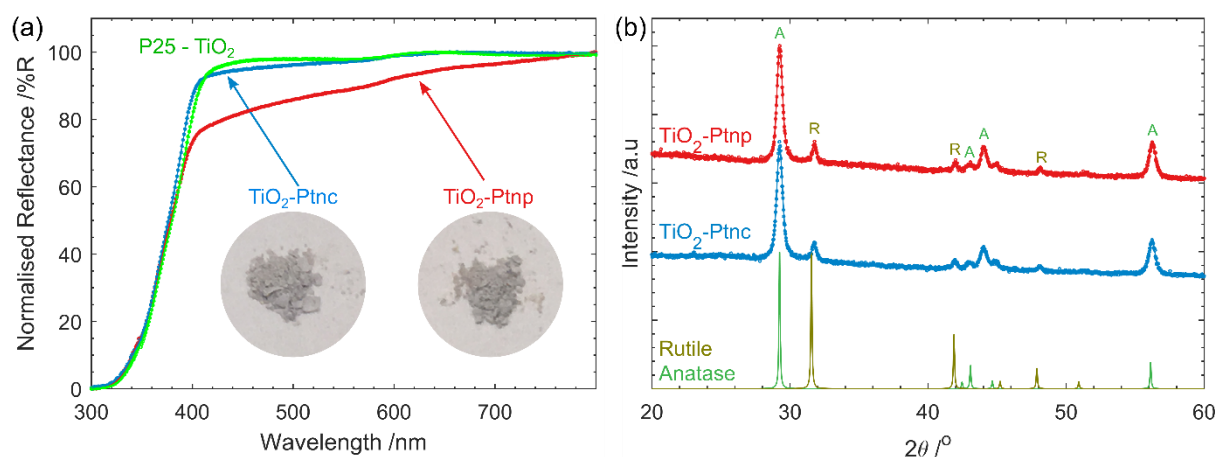 (a)
Normalised Reflectance /%R
100
80
60
40
20
0
P25 - TiO₂
TiO₂-Ptnc
TiO₂-Ptnp
300
400
500
600
700
Wavelength /nm
(b)
Intensity /a.u
A
R
R
A
A
R
A
TiO₂-Ptnp
TiO₂-Ptnc
Rutile
Anatase
20
30
40
50
60
2θ /°